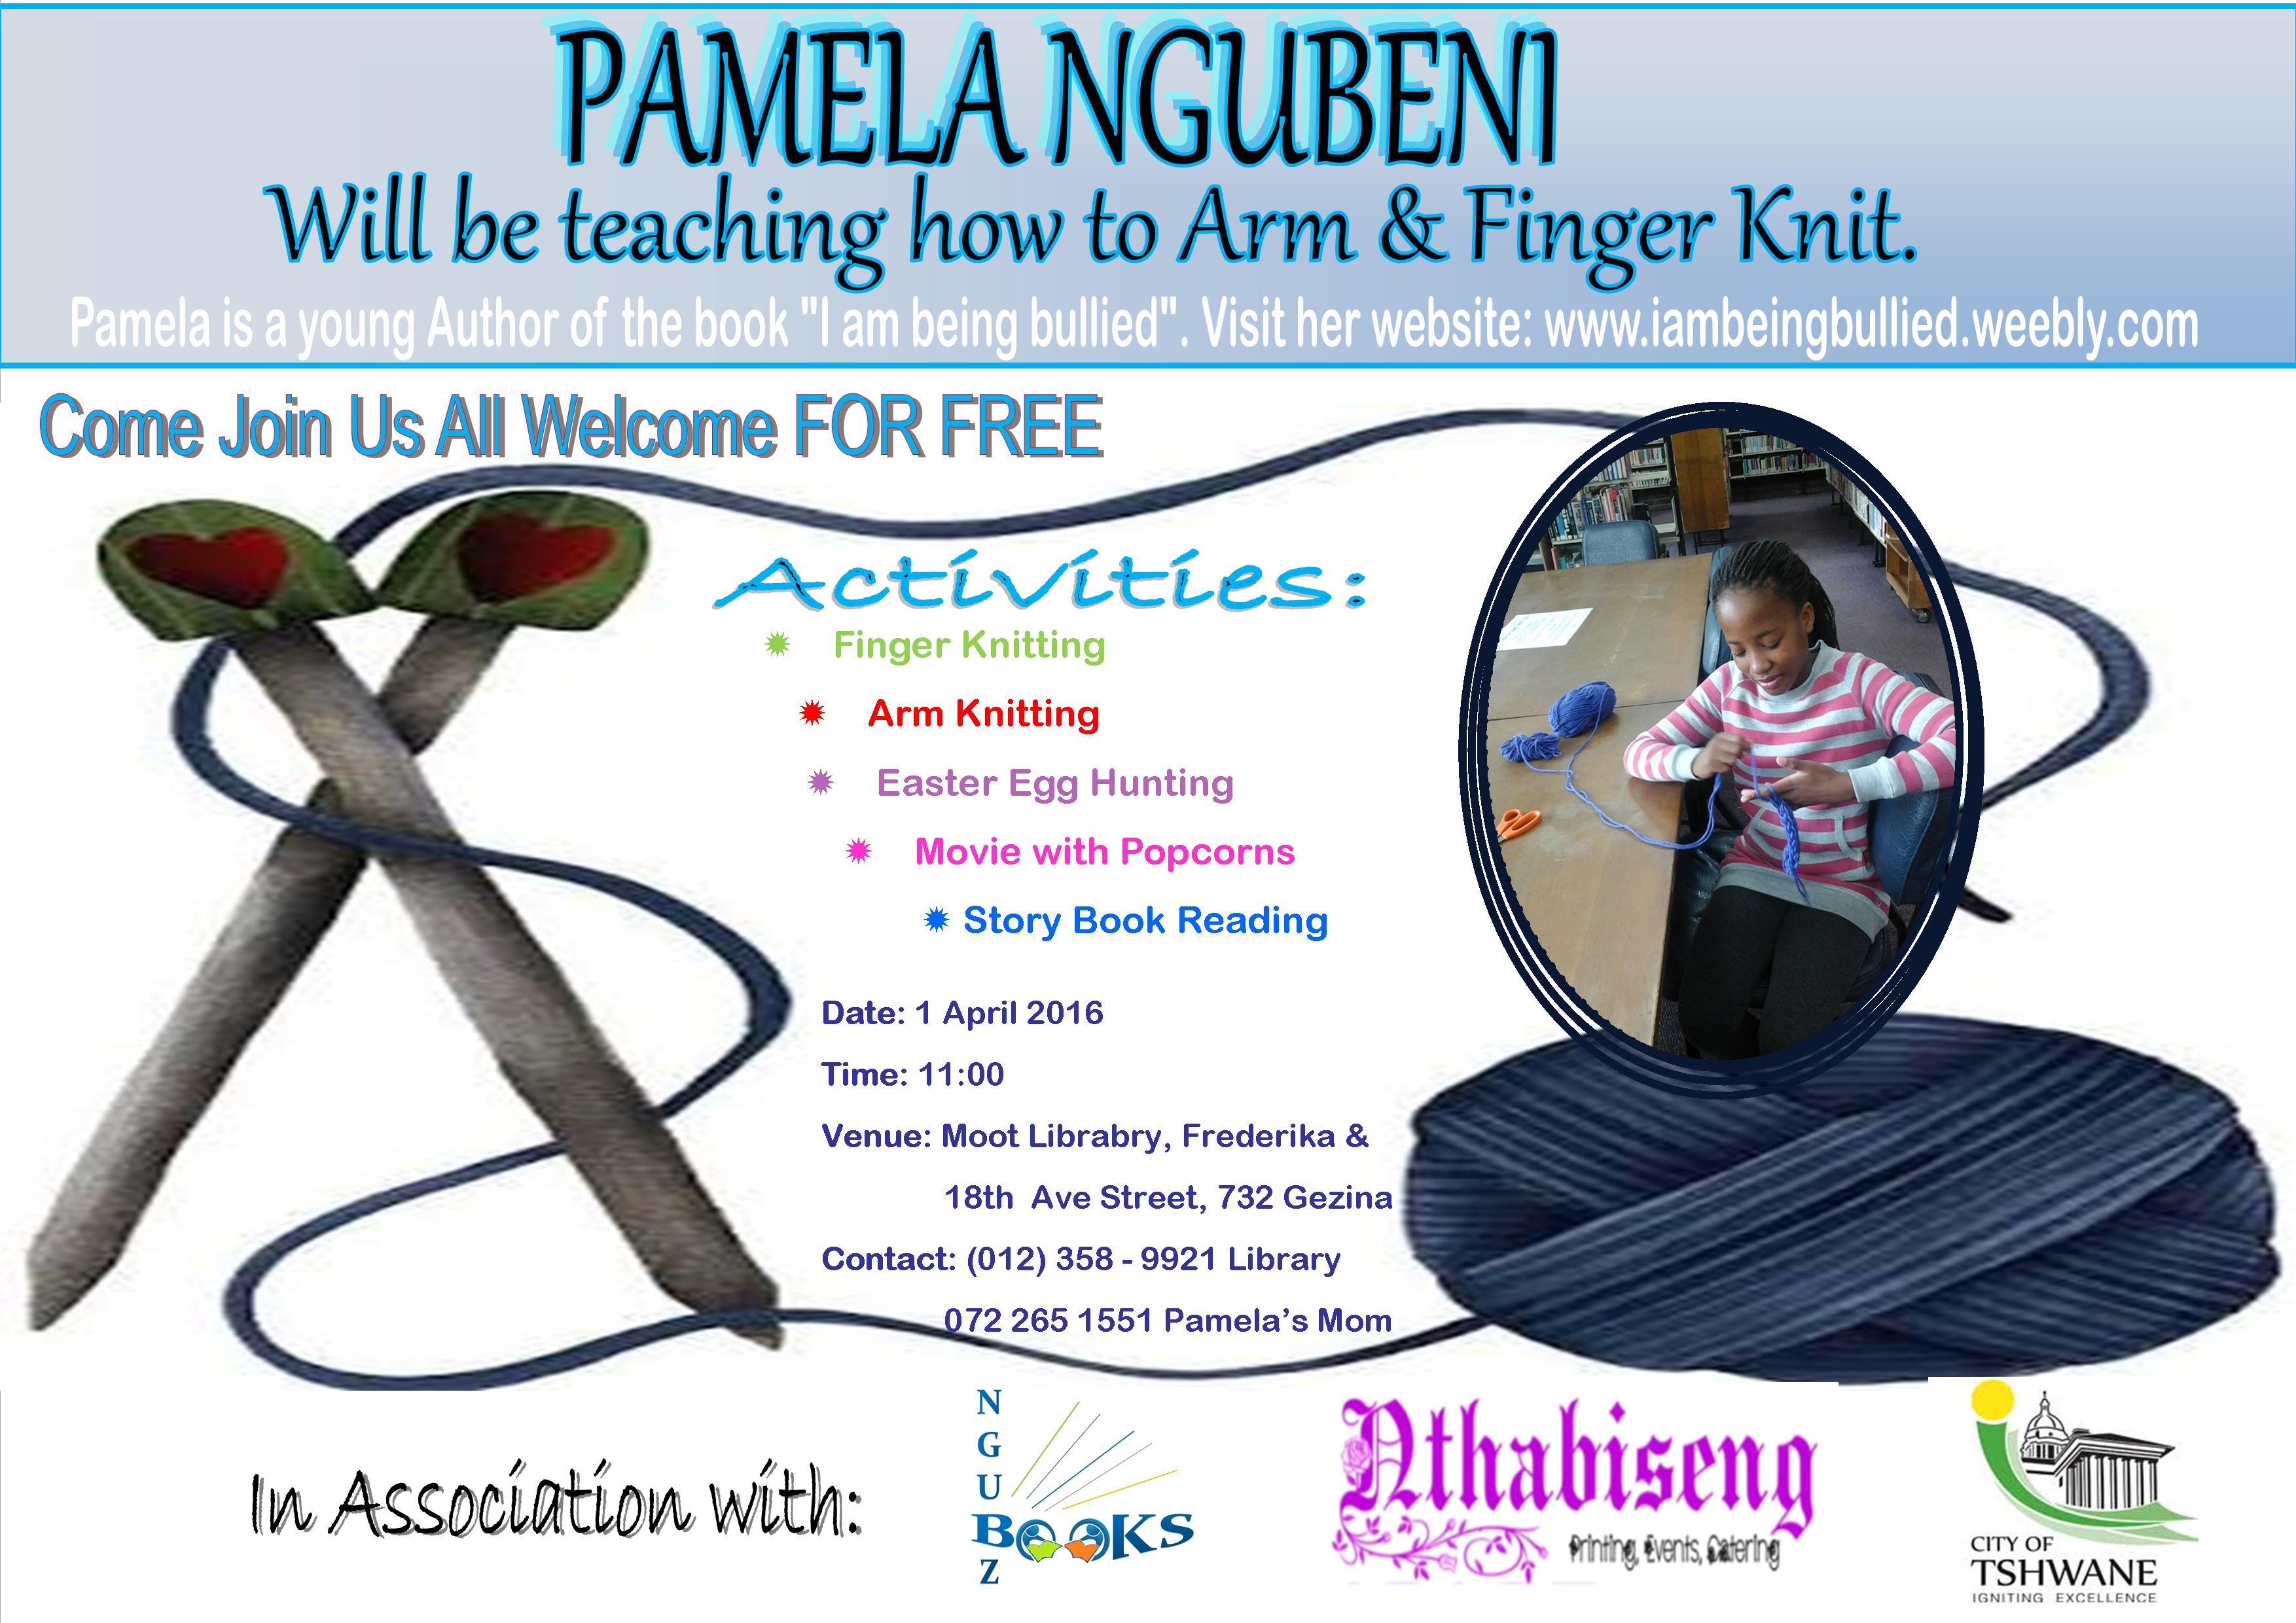 PAMELA NGUBENI
Will be teaching how to Arm & Finger Knit.
Pamela is a young Author of the book "I am being bullied". Visit her website: www.iambeingbullied.weebly.com
Come Join Us All Welcome FOR FREE
Activities:
Finger Knitting
Arm Knitting
Easter Egg Hunting
Movie with Popcorns
Story Book Reading
Date: 1 April 2016
Time: 11:00
Venue: Moot Librabry, Frederika &
18th Ave Street, 732 Gezina
Contact: (012) 358 - 9921 Library
072 265 1551 Pamela's Mom
In Association with:
NGUBZ
BOOKS
Nthabiseng
Printing, Events, Catering
CITY OF
TSHWANE
IGNITING EXCELLENCE